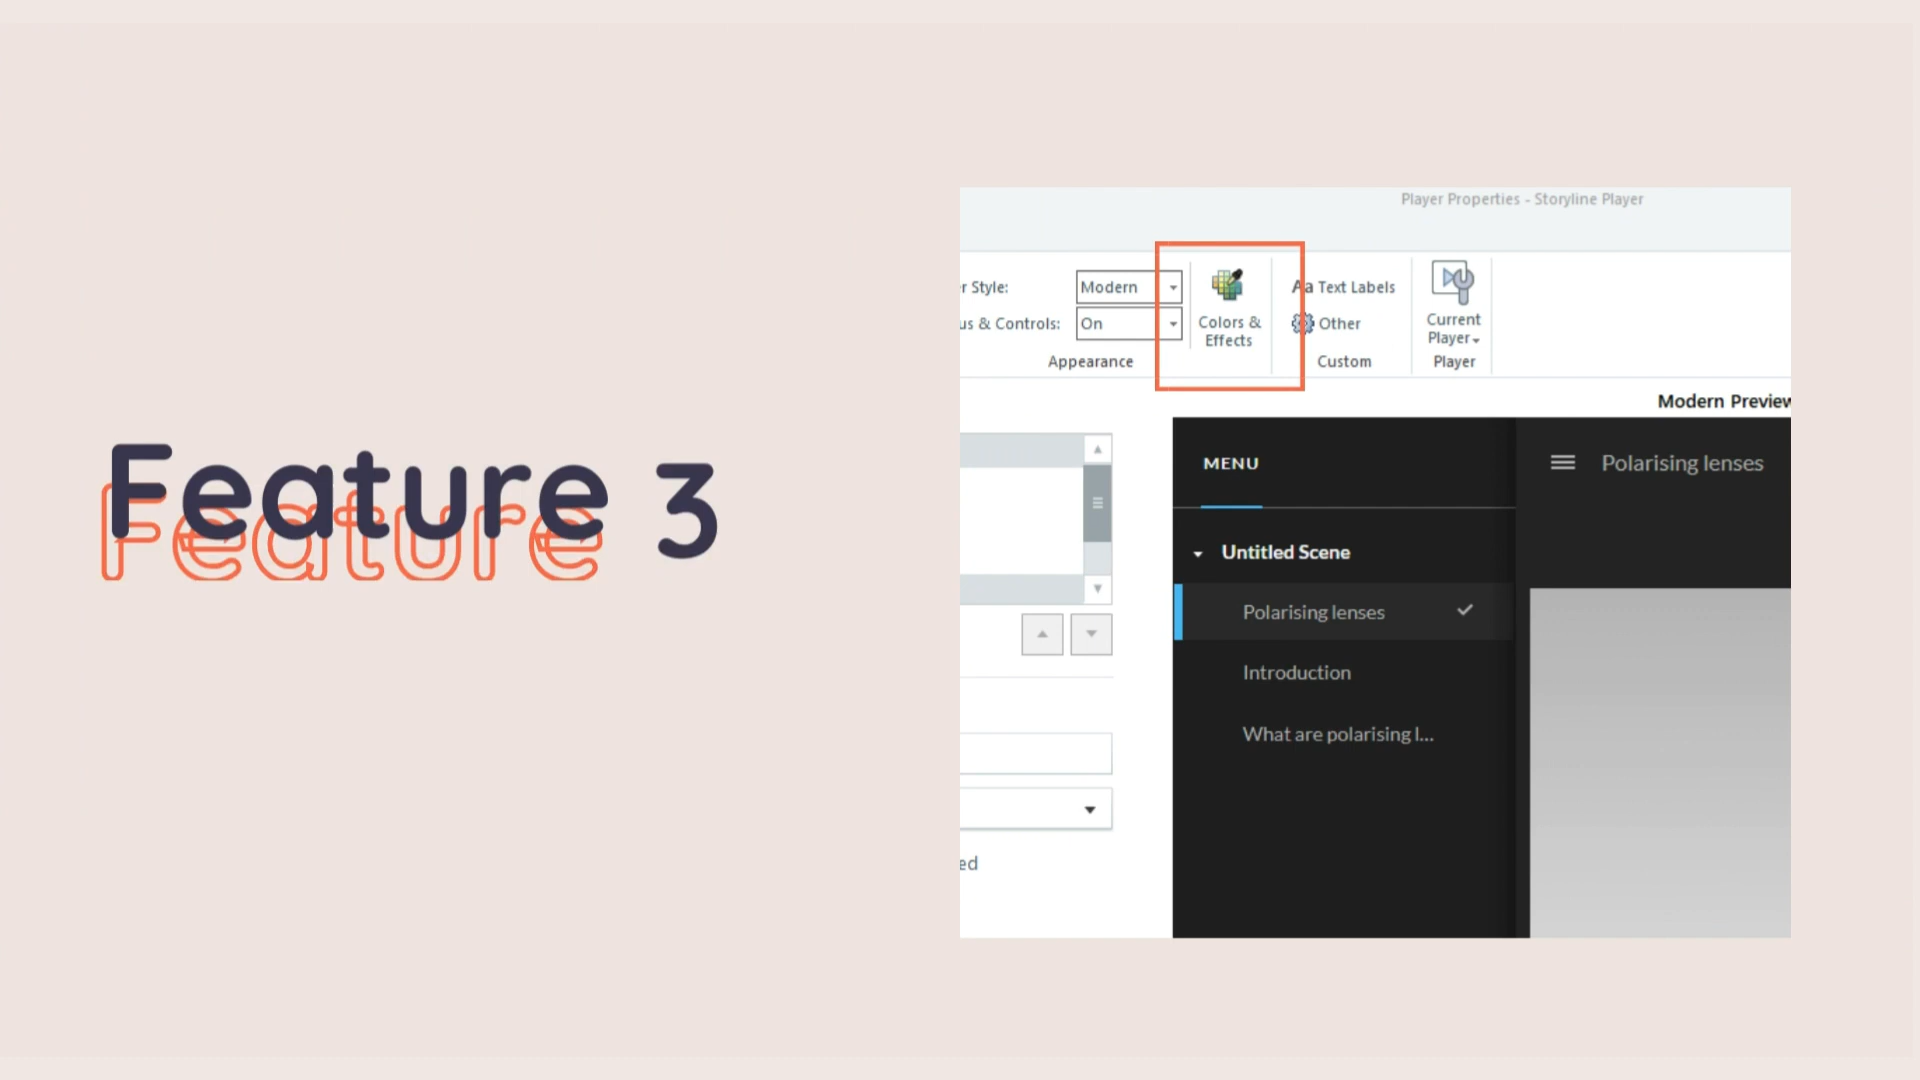 Feature 3
Feature
Player Properties - Storyline Player
r Style:
Modern
us & Controls:
On
Appearance
Colors &
Effects
Aa Text Labels
Other
Custom
Current
Player
Player
Modern Preview
MENU
Polarising lenses
Untitled Scene
Polarising lenses
Introduction
What are polarising l...
ed